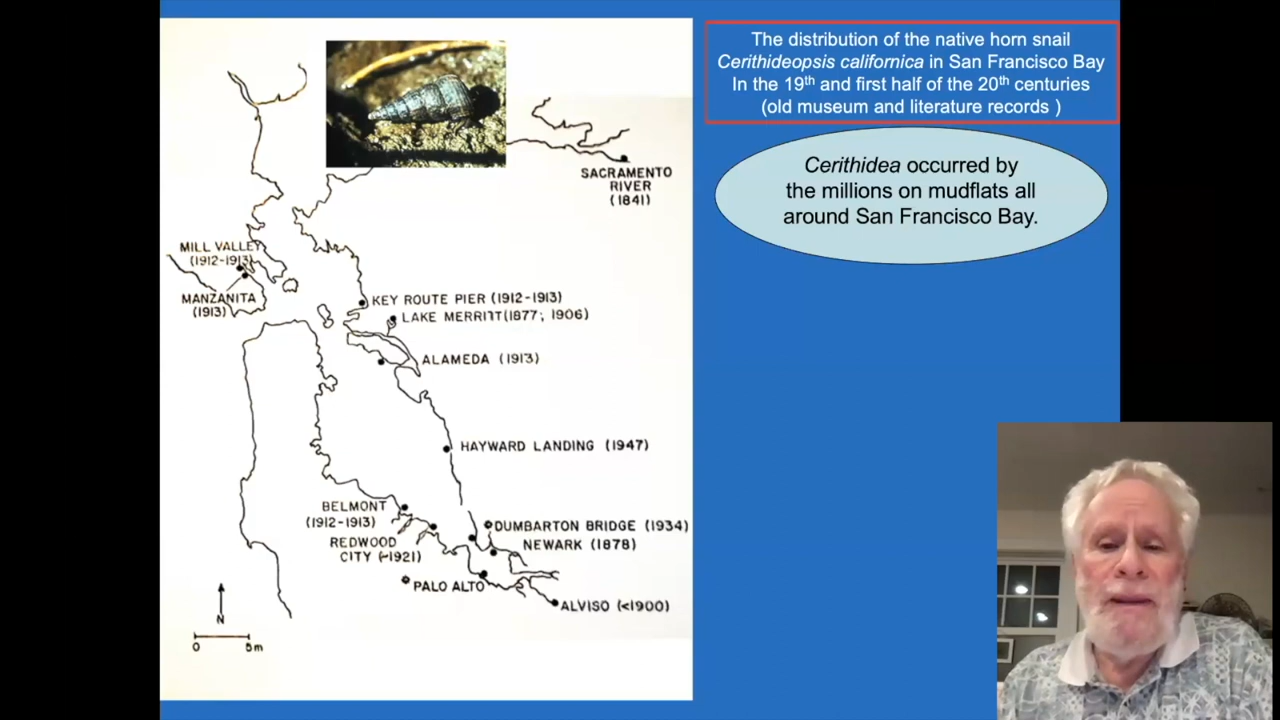 The distribution of the native horn snail
Cerithideopsis californica in San Francisco Bay
In the 19th and first half of the 20th centuries
(old museum and literature records )
Cerithidea occurred by
the millions on mudflats all
around San Francisco Bay.
SACRAMENTO
RIVER
(1841)
MILL VALLEY
(1912-1913)
MANZANITA
(1913)
KEY ROUTE PIER (1912-1913)
LAKE MERRITT(1877; 1906)
ALAMEDA (1913)
HAYWARD LANDING (1947)
BELMONT
(1912-1913)
REDWOOD
CITY (~1921)
DUMBARTON BRIDGE (1934)
NEWARK (1878)
PALO ALTO
ALVISO (<1900)
N
0 5m